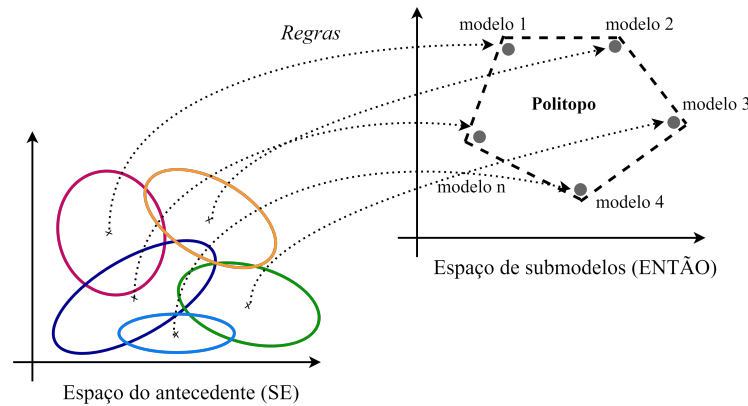 modelo 1
modelo 2
Regras
Politopo
modelo 3
modelo n
modelo 4
Espaço de submodelos (ENTÃO)
Espaço do antecedente (SE)